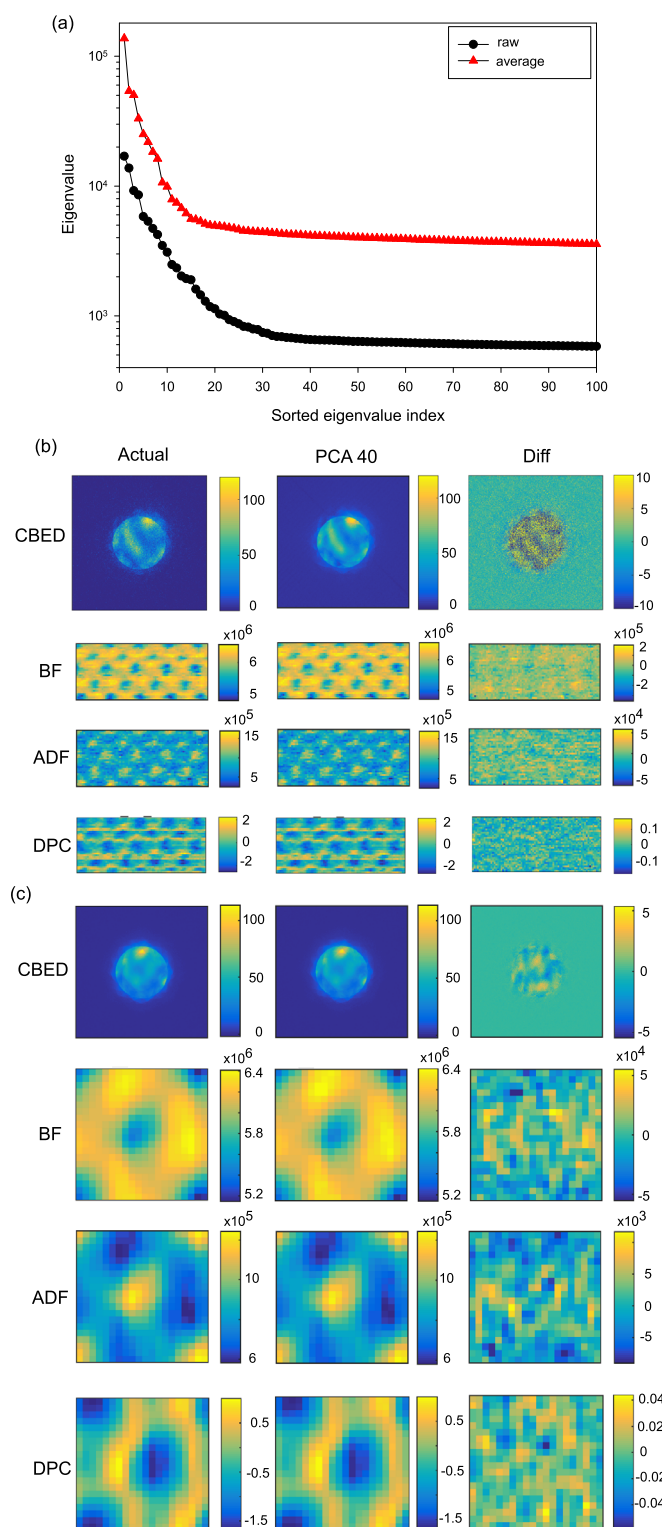 (a)
raw
average
10^5
10^4
10^3
Eigenvalue
0 10 20 30 40 50 60 70 80 90 100
Sorted eigenvalue index
(b)
Actual PCA 40 Diff
CBED
100 50 0
100 50 0
10 5 0 -5 -10
BF
x10^6 6 5
x10^6 6 5
x10^5 2 0 -2
ADF
x10^5 15 5
x10^5 15 5
x10^4 5 0 -5
DPC
2 0 -2
2 0 -2
0.1 0 -0.1
(c)
CBED
100 50 0
100 50 0
5 0 -5
BF
x10^6 6.4 5.8 5.2
x10^6 6.4 5.8 5.2
x10^4 5 0 -5
ADF
x10^5 10 6
x10^5 10 6
x10^3 5 0 -5
DPC
0.5 -0.5 -1.5
0.5 -0.5 -1.5
0.04 0.02 0 -0.02 -0.04